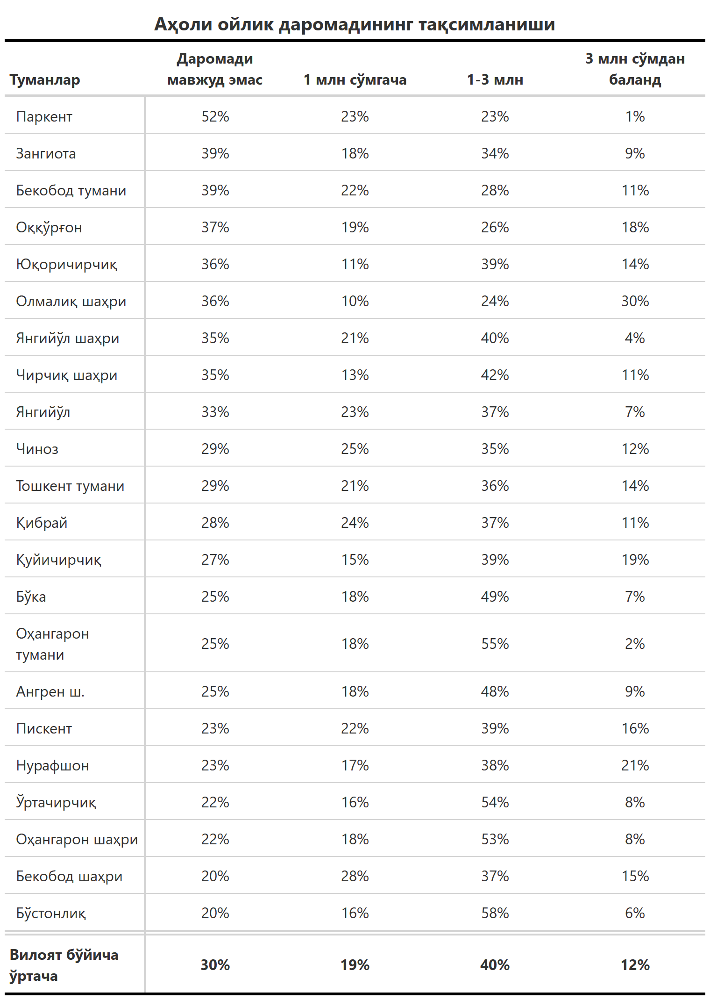 Аҳоли ойлик даромадининг тақсимланиши
Даромади
мавжуд эмас
3 млн сўмдан
баланд
Туманлар 1 млн сўмгача 1-3 млн
Паркент 52% 23% 23% 1%
Зангиота 39% 18% 34% 9%
Бекобод тумани 39% 22% 28% 11%
Оққўрғон 37% 19% 26% 18%
Юқоричирчиқ 36% 11% 39% 14%
Олмалиқ шаҳри 36% 10% 24% 30%
Янгийўл шаҳри 35% 21% 40% 4%
Чирчиқ шаҳри 35% 13% 42% 11%
Янгийўл 33% 23% 37% 7%
Чиноз 29% 25% 35% 12%
Тошкент тумани 29% 21% 36% 14%
Қибрай 28% 24% 37% 11%
Қуйичирчиқ 27% 15% 39% 19%
Бўка 25% 18% 49% 7%
Оҳангарон
тумани 25% 18% 55% 2%
Ангрен ш. 25% 18% 48% 9%
Пискент 23% 22% 39% 16%
Нурафшон 23% 17% 38% 21%
Ўртачирчиқ 22% 16% 54% 8%
Оҳангарон шаҳри 22% 18% 53% 8%
Бекобод шаҳри 20% 28% 37% 15%
Бўстонлиқ 20% 16% 58% 6%
Вилоят бўйича
ўртача 30% 19% 40% 12%